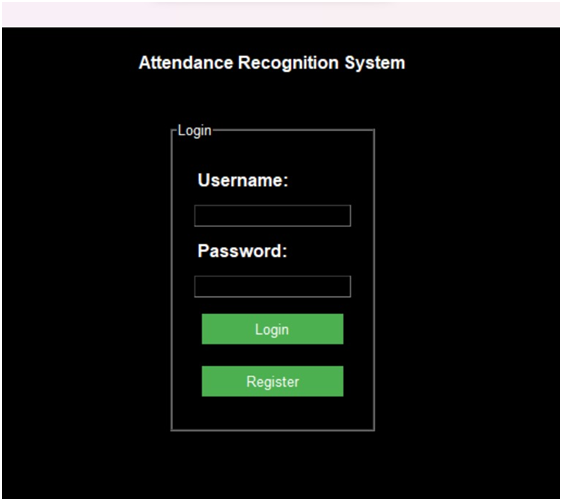 Attendance Recognition System
Login
Username:
Password:
Login
Register